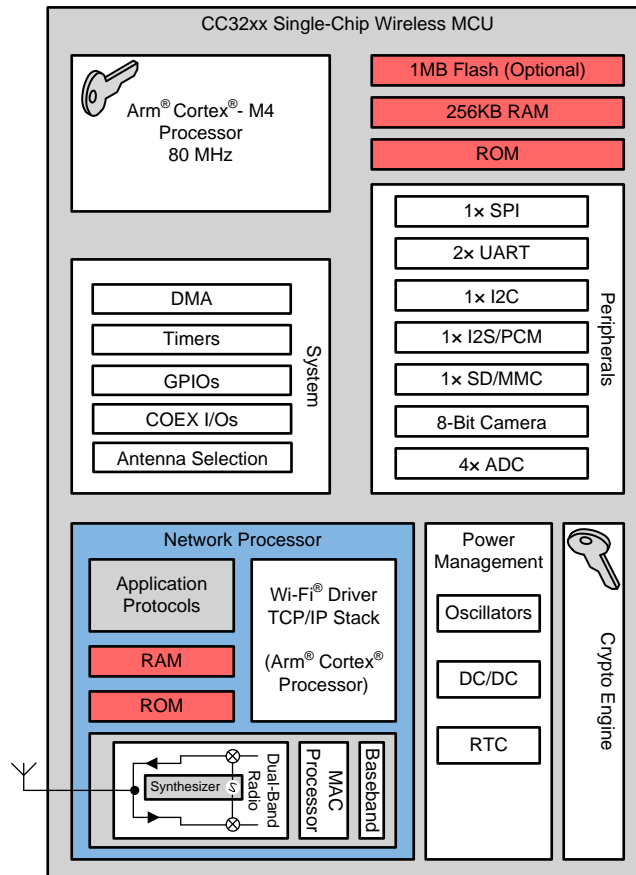 CC32xx Single-Chip Wireless MCU
Arm® Cortex®- M4
Processor
80 MHz
1MB Flash (Optional)
256KB RAM
ROM
1× SPI
2× UART
1× I2C
1× I2S/PCM
1× SD/MMC
8-Bit Camera
4× ADC
Peripherals
DMA
Timers
GPIOs
COEX I/Os
Antenna Selection
System
Network Processor
Application
Protocols
RAM
ROM
Wi-Fi® Driver
TCP/IP Stack
(Arm® Cortex®
Processor)
Synthesizer
Dual-Band
Radio
MAC
Processor
Baseband
Power
Management
Oscillators
DC/DC
RTC
Crypto Engine